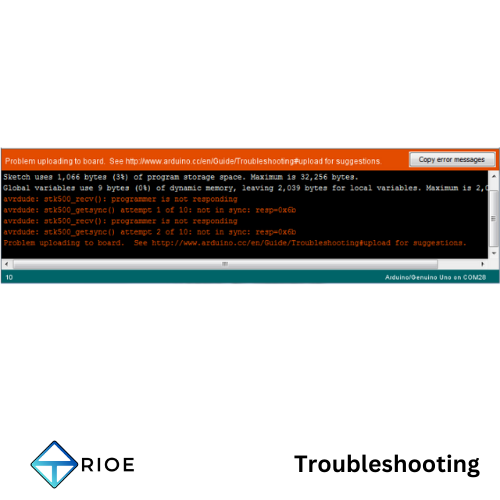 Problem uploading to board. See http://www.arduino.cc/en/Guide/Troubleshooting#upload for suggestions.
Copy error messages
Sketch uses 1,066 bytes (3%) of program storage space. Maximum is 32,256 bytes.
Global variables use 9 bytes (0%) of dynamic memory, leaving 2,039 bytes for local variables. Maximum is 2,0
avrdude: stk500_recv(): programmer is not responding
avrdude: stk500_getsync() attempt 1 of 10: not in sync: resp=0x6b
avrdude: stk500_recv(): programmer is not responding
avrdude: stk500_getsync() attempt 2 of 10: not in sync: resp=0x6b
Problem uploading to board. See http://www.arduino.cc/en/Guide/Troubleshooting#upload for suggestions.
10
Arduino/Genuino Uno on COM28
RIOE
Troubleshooting